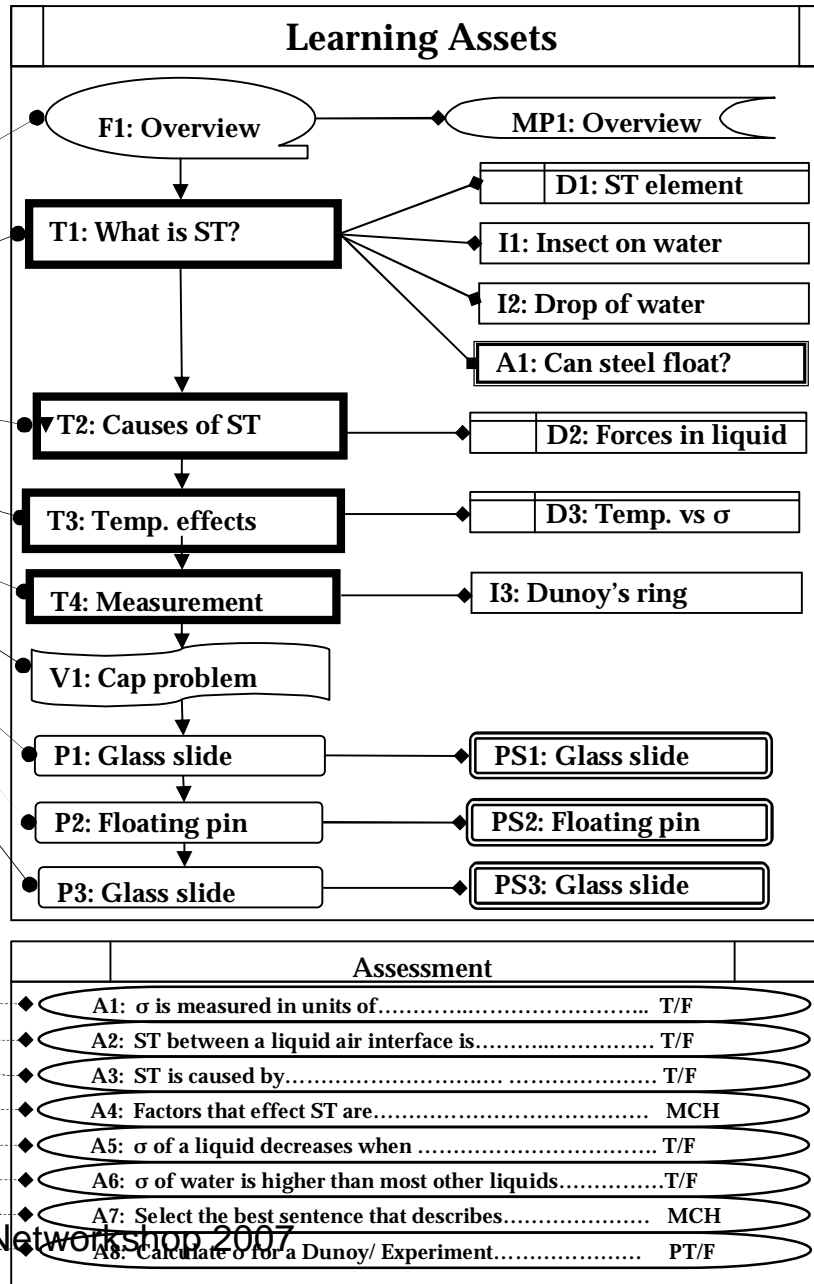 Learning Assets
F1: Overview
MP1: Overview
D1: ST element
T1: What is ST?
I1: Insect on water
I2: Drop of water
A1: Can steel float?
T2: Causes of ST
D2: Forces in liquid
T3: Temp. effects
D3: Temp. vs σ
T4: Measurement
I3: Dunoy's ring
V1: Cap problem
P1: Glass slide
PS1: Glass slide
P2: Floating pin
PS2: Floating pin
P3: Glass slide
PS3: Glass slide
Assessment
A1: σ is measured in units of………….…………………….. T/F
A2: ST between a liquid air interface is………...…………… T/F
A3: ST is caused by…………………….….. …………………. T/F
A4: Factors that effect ST are………………………………… MCH
A5: σ of a liquid decreases when ………………………………. T/F
A6: σ of water is higher than most other liquids……………T/F
A7: Select the best sentence that describes………………… MCH
Networkshop 2007
A8: Calculate σ for a Dunoy/ Experiment………………… PT/F